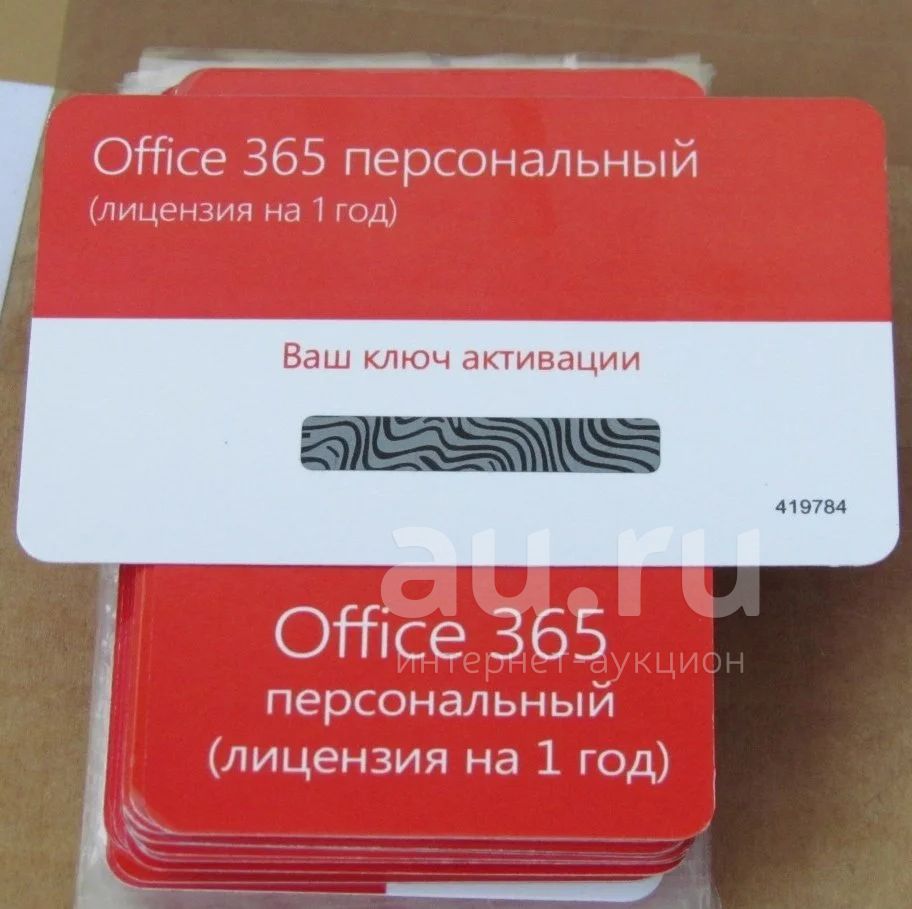 Office 365 персональный
(лицензия на 1 год)
Ваш ключ активации
419784
au.ru
интернет-аукцион
Office 365
персональный
(лицензия на 1 год)